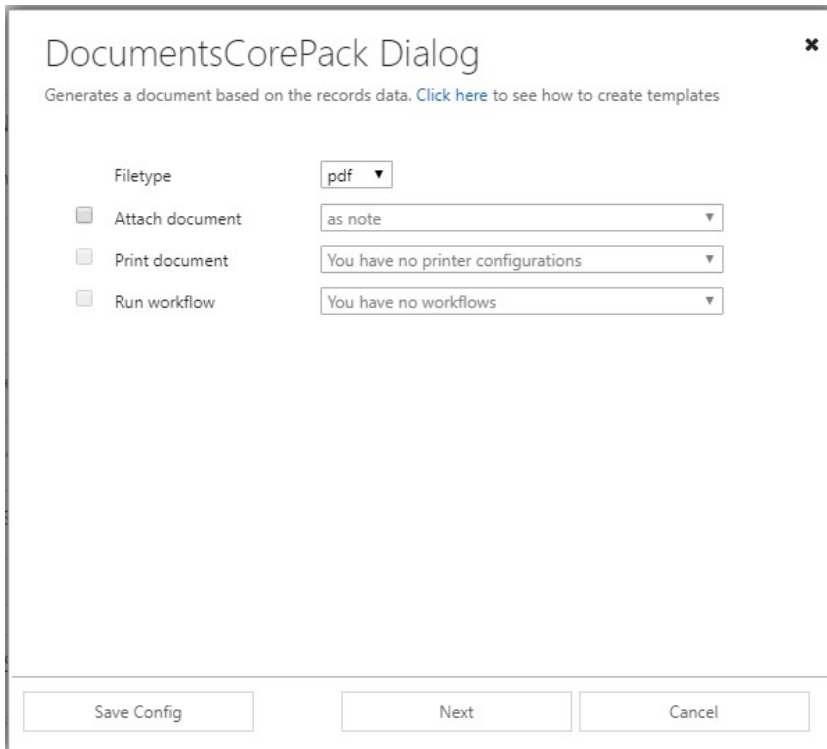 DocumentsCorePack Dialog
Generates a document based on the records data. Click here to see how to create templates
Filetype pdf
Attach document as note
Print document You have no printer configurations
Run workflow You have no workflows
Save Config Next Cancel